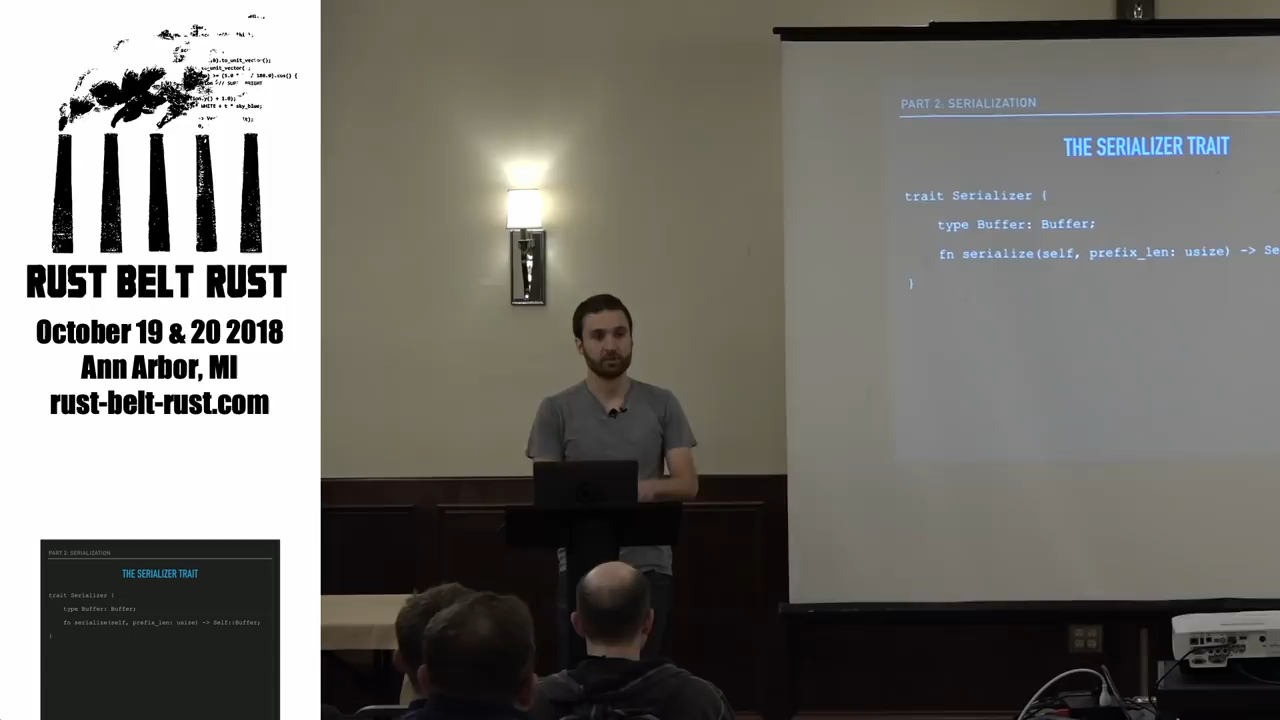 .0).to_unit_vector();
RUST BELT RUST
October 19 & 20 2018
Ann Arbor, MI
rust-belt-rust.com
PART 2: SERIALIZATION
THE SERIALIZER TRAIT
trait Serializer {
type Buffer: Buffer;
fn serialize(self, prefix_len: usize) -> Self::Buffer;
}
PART 2: SERIALIZATION
THE SERIALIZER TRAIT
trait Serializer {
type Buffer: Buffer;
fn serialize(self, prefix_len: usize) -> Se
}